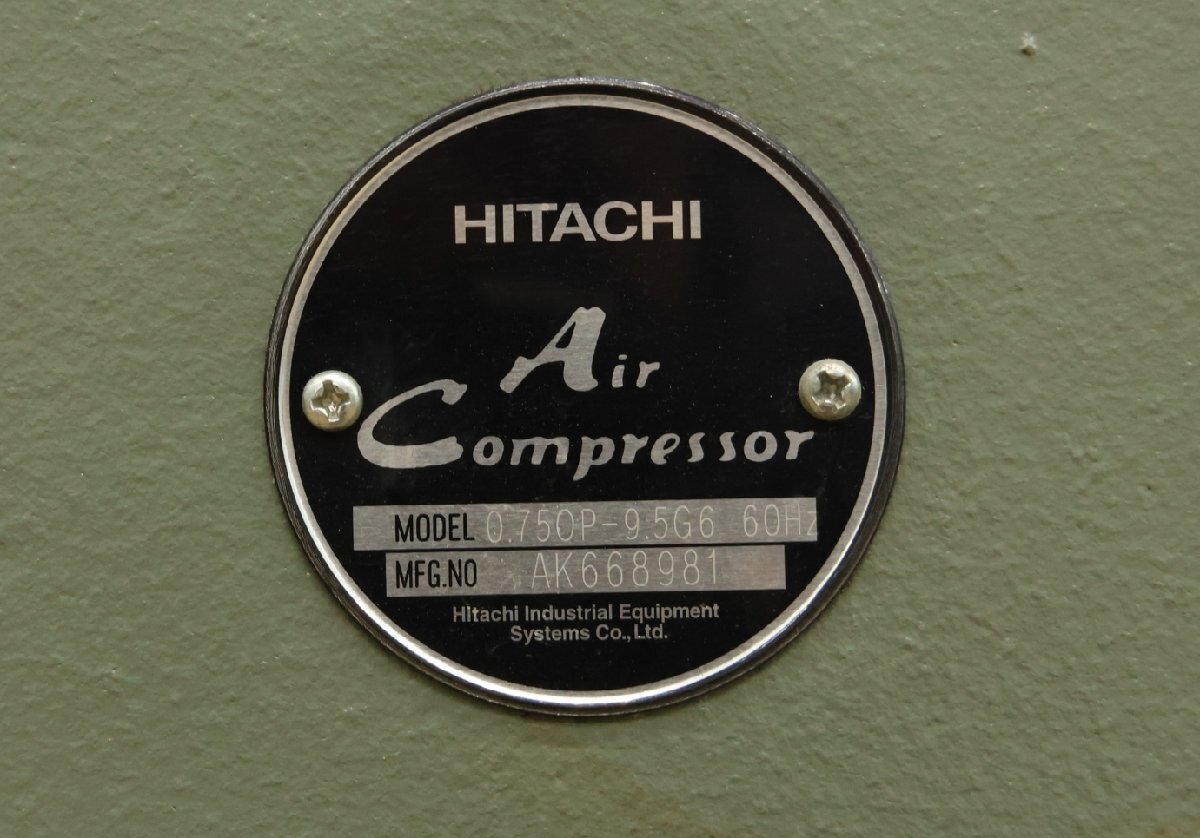 HITACHI
Air
Compressor
MODEL 0.75OP-9.5G6 60Hz
MFG.NO AK668981
Hitachi Industrial Equipment
Systems Co.,Ltd.